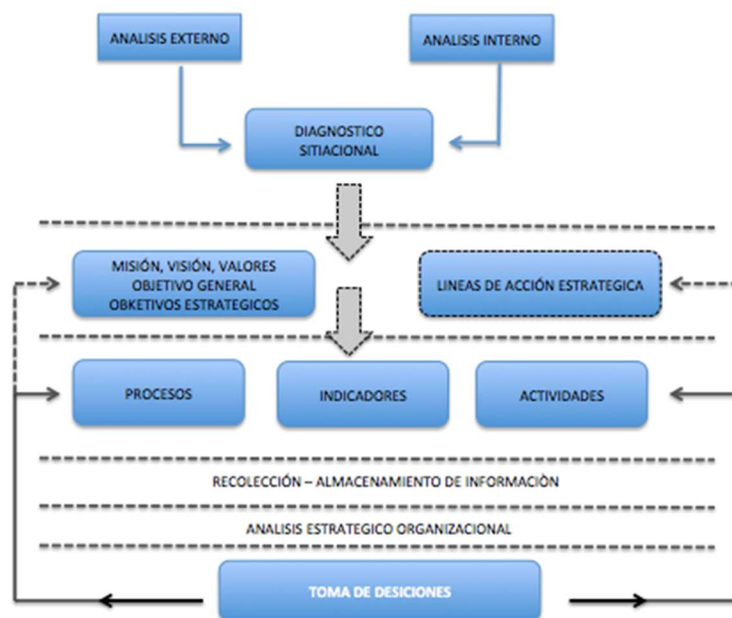 ANALISIS EXTERNO
ANALISIS INTERNO
DIAGNOSTICO
SITIACIONAL
MISIÓN, VISIÓN, VALORES
OBJETIVO GENERAL
OBKETIVOS ESTRATEGICOS
LINEAS DE ACCIÓN ESTRATEGICA
PROCESOS
INDICADORES
ACTIVIDADES
RECOLECCIÓN – ALMACENAMIENTO DE INFORMACIÒN
ANALISIS ESTRATEGICO ORGANIZACIONAL
TOMA DE DESICIONES